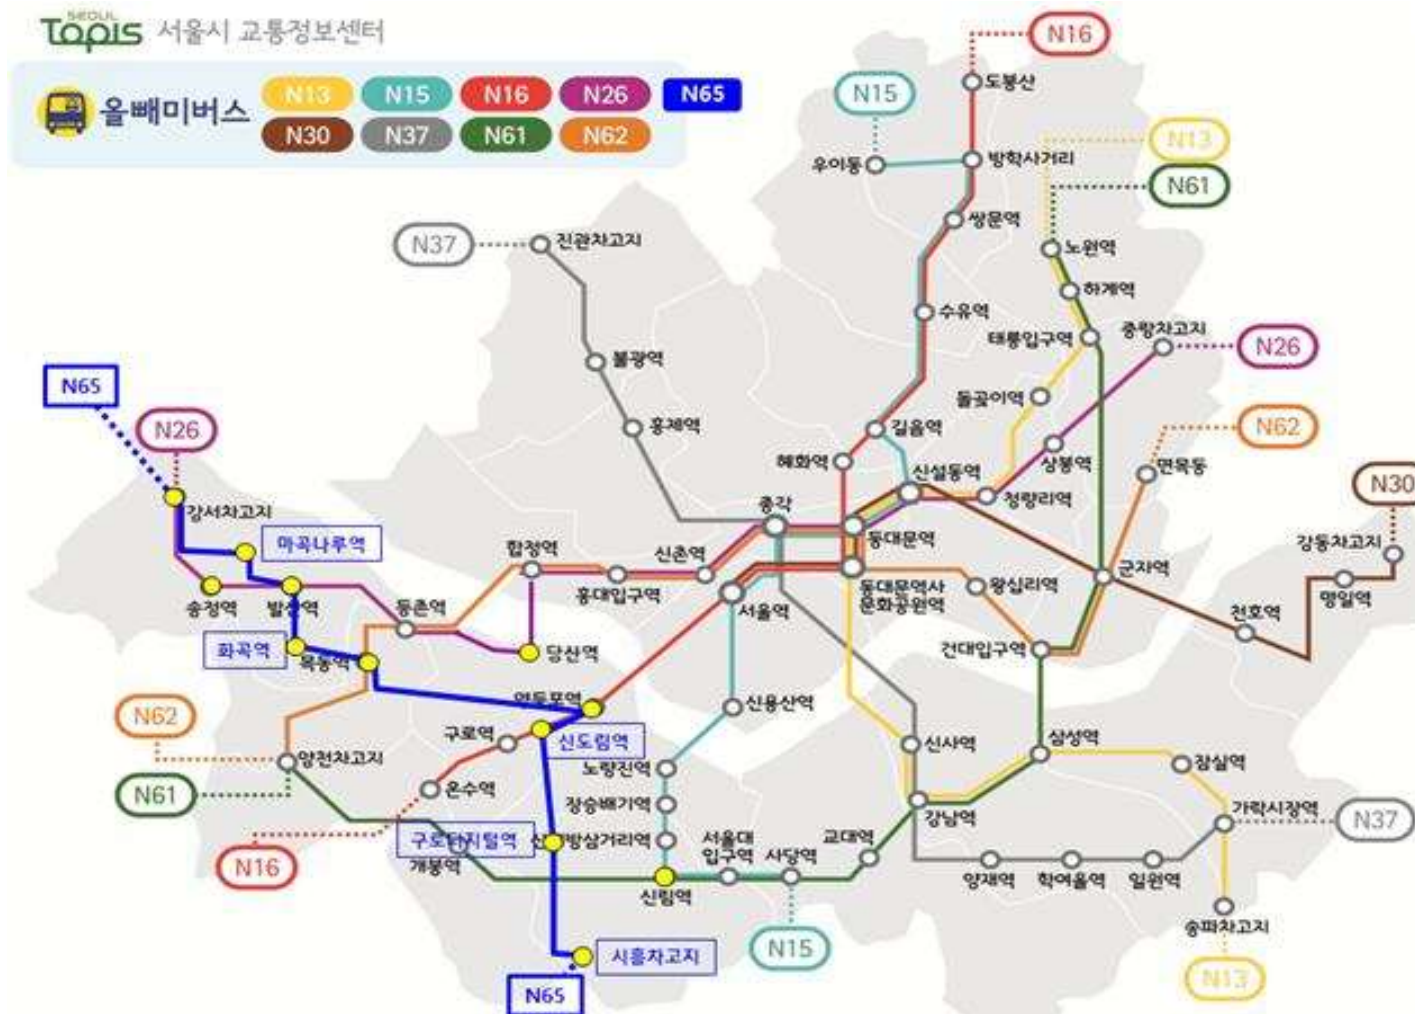 SEOUL
Topis 서울시 교통정보센터
올빼미버스
N13 N15 N16 N26 N65
N30 N37 N61 N62
N16
도봉산
N15
우이동
방학사거리
N13
N61
쌍문역
N37
진관차고지
노원역
하계역
수유역
태릉입구역
중랑차고지
N26
불광역
N65
돌곶이역
N26
홍제역
길음역
N62
혜화역
신설동역
상봉역
면목동
청량리역
N30
강서차고지
종각
동대문역
마곡나루역
합정역
신촌역
강동차고지
홍대입구역
군자역
송정역
발산역
동대문역사
문화공원역
왕십리역
명일역
등촌역
서울역
천호역
화곡역
목동역
당산역
건대입구역
영등포역
신용산역
N62
구로역
신도림역
신사역
삼성역
양천차고지
노량진역
잠실역
N61
온수역
장승배기역
강남역
가락시장역
N37
구로단지털역
개봉역
서울대
입구역
사당역
교대역
N16
신림역
양재역
학여울역
일원역
송파차고지
N15
시흥차고지
N65
N13